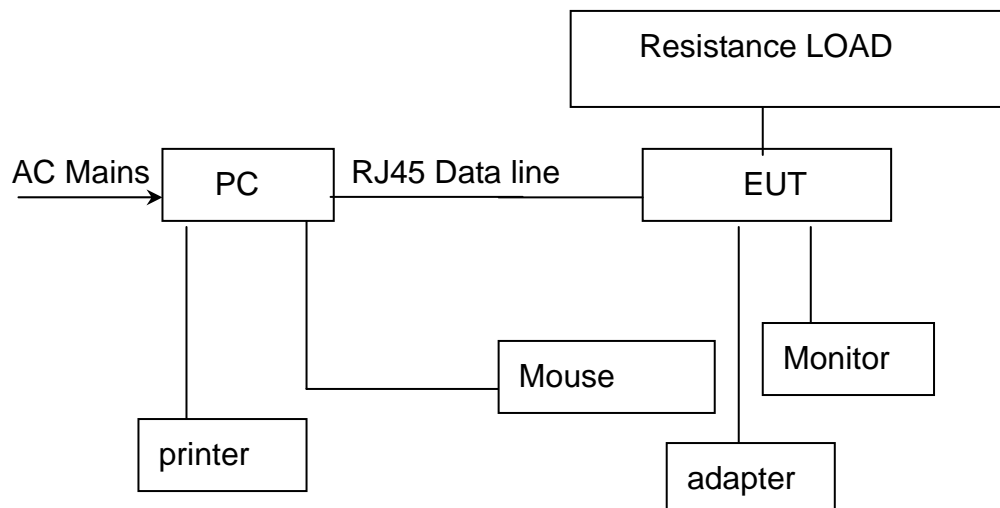 Resistance LOAD
AC Mains
PC
RJ45 Data line
EUT
Mouse
Monitor
printer
adapter